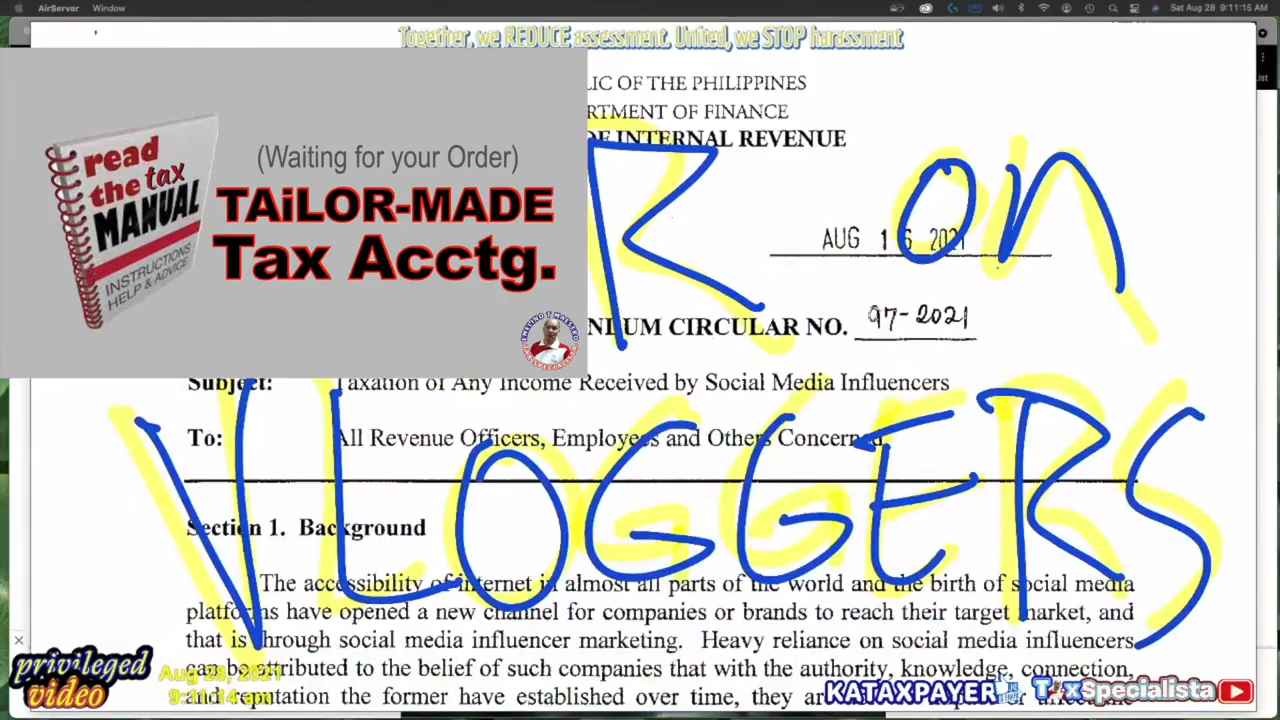 AirServer Window Sat Aug 28 9:11:15 AM
Together, we REDUCE assessment. United, we STOP harassment
LIC OF THE PHILIPPINES
RTMENT OF FINANCE
OF INTERNAL REVENUE
read
the tax
MANUAL
INSTRUCTIONS
HELP & ADVICE
(Waiting for your Order)
TAiLOR-MADE
Tax Acctg.
R on
AUG 16 2021
NDUM CIRCULAR NO. 97-2021
Subject: Taxation of Any Income Received by Social Media Influencers
To: All Revenue Officers, Employees and Others Concerned
VLOGGERS
Section 1. Background
The accessibility of internet in almost all parts of the world and the birth of social media
platforms have opened a new channel for companies or brands to reach their target market, and
that is through social media influencer marketing. Heavy reliance on social media influencers
can be attributed to the belief of such companies that with the authority, knowledge, connection,
and reputation the former have established over time, they are
privileged
video
Aug 28, 2021
9:11:14 am
KATAXPAYER
TaxSpecialista